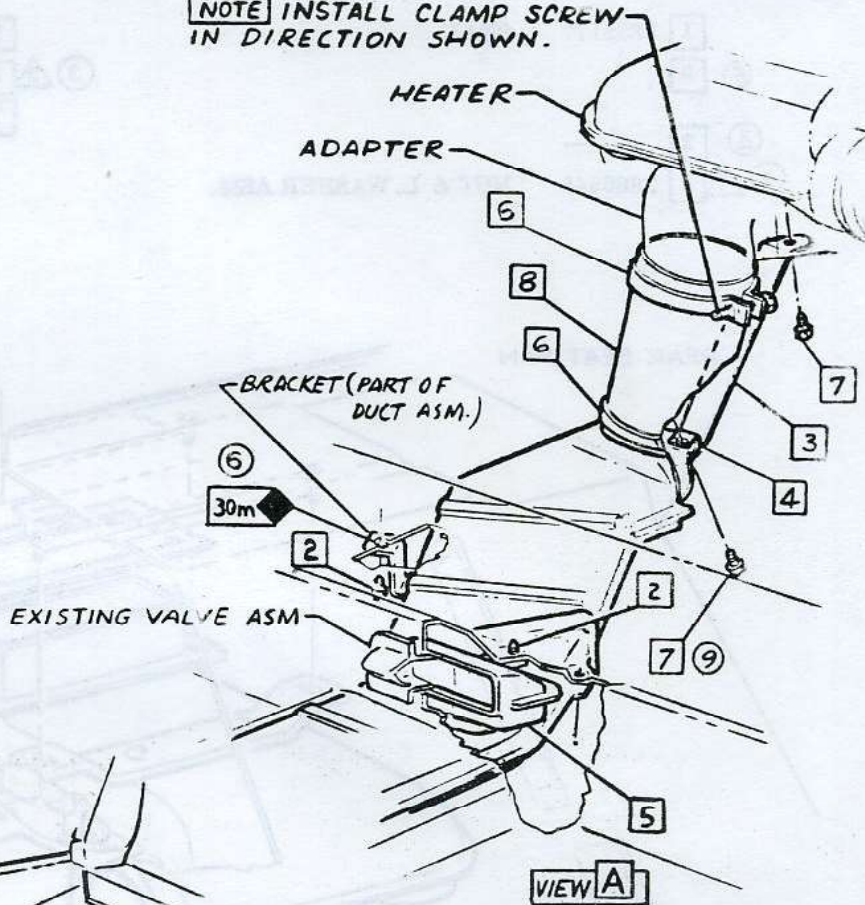 NOTE INSTALL CLAMP SCREW
IN DIRECTION SHOWN.
HEATER
ADAPTER
6
8
6
7
BRACKET (PART OF
DUCT ASM.)
3
6
4
30m
2
2
EXISTING VALVE ASM
7 9
5
VIEW A